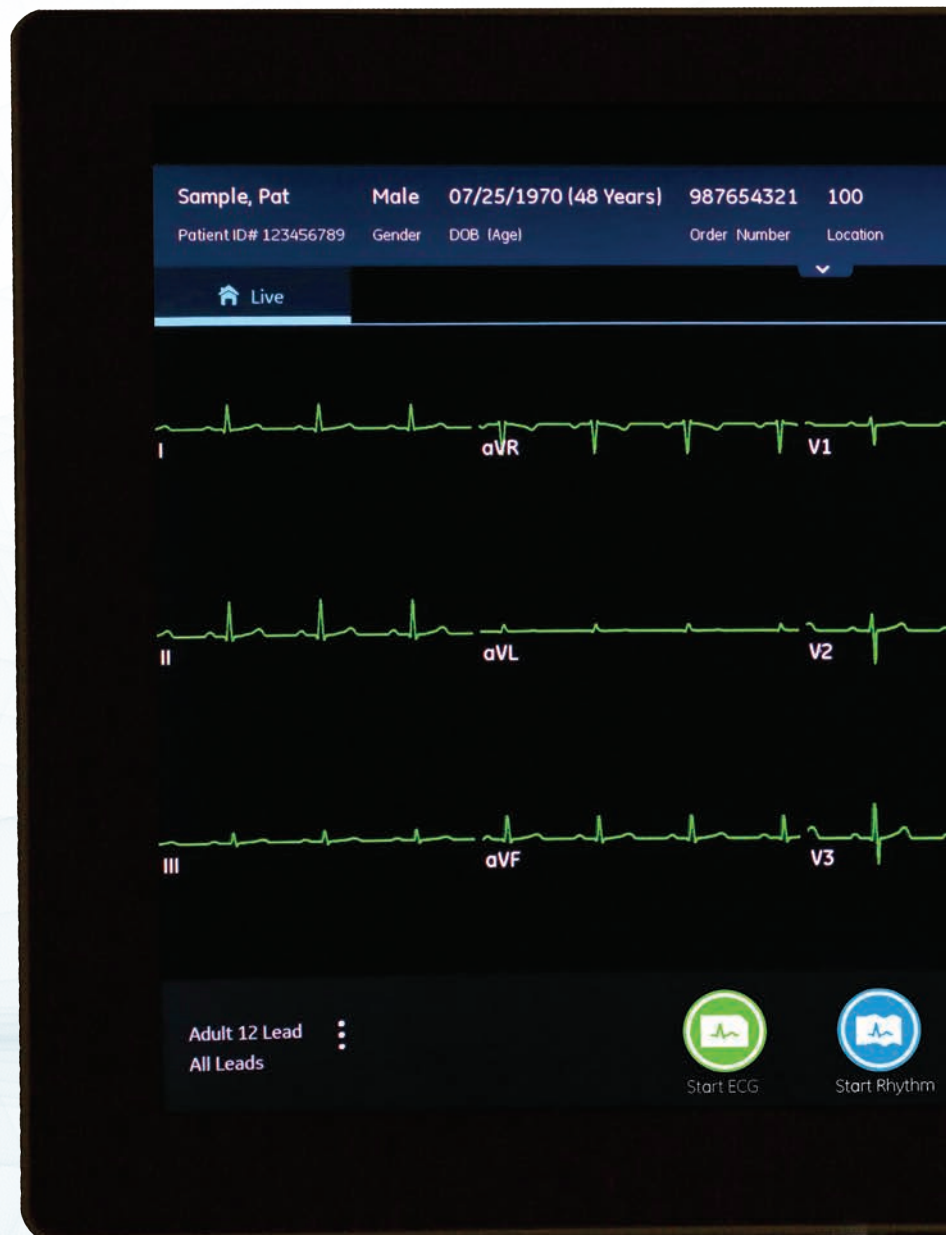 Sample, Pat Male 07/25/1970 (48 Years) 987654321 100
Patient ID# 123456789 Gender DOB (Age) Order Number Location
Live
I aVR V1
II aVL V2
III aVF V3
Adult 12 Lead
All Leads
Start ECG Start Rhythm